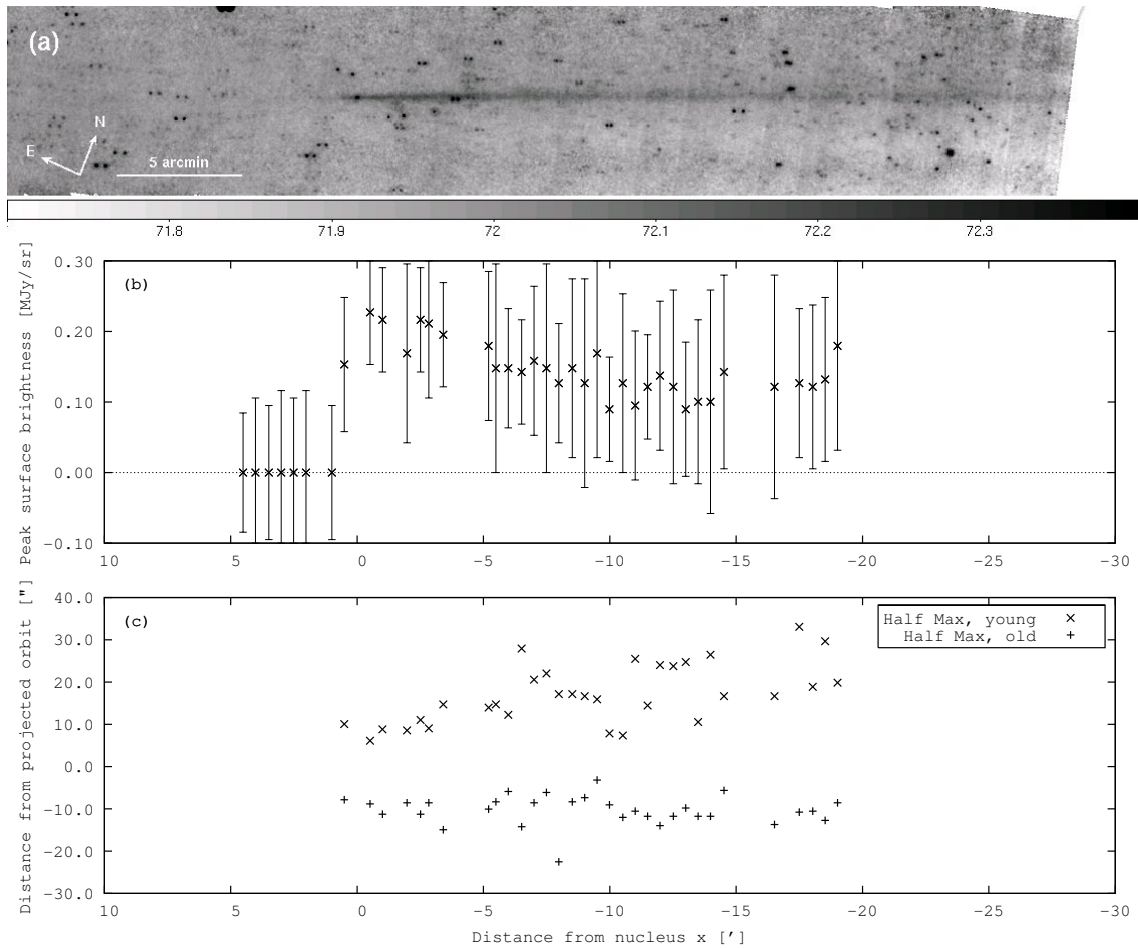 (a)
N
E
5 arcmin
71.8 71.9 72 72.1 72.2 72.3
Peak surface brightness [MJy/sr]
(b)
0.30
0.20
0.10
0.00
-0.10
10 5 0 -5 -10 -15 -20 -25 -30
Distance from projected orbit ["]
(c)
Half Max, young
Half Max, old
40.0
30.0
20.0
10.0
0.0
-10.0
-20.0
-30.0
10 5 0 -5 -10 -15 -20 -25 -30
Distance from nucleus x [']